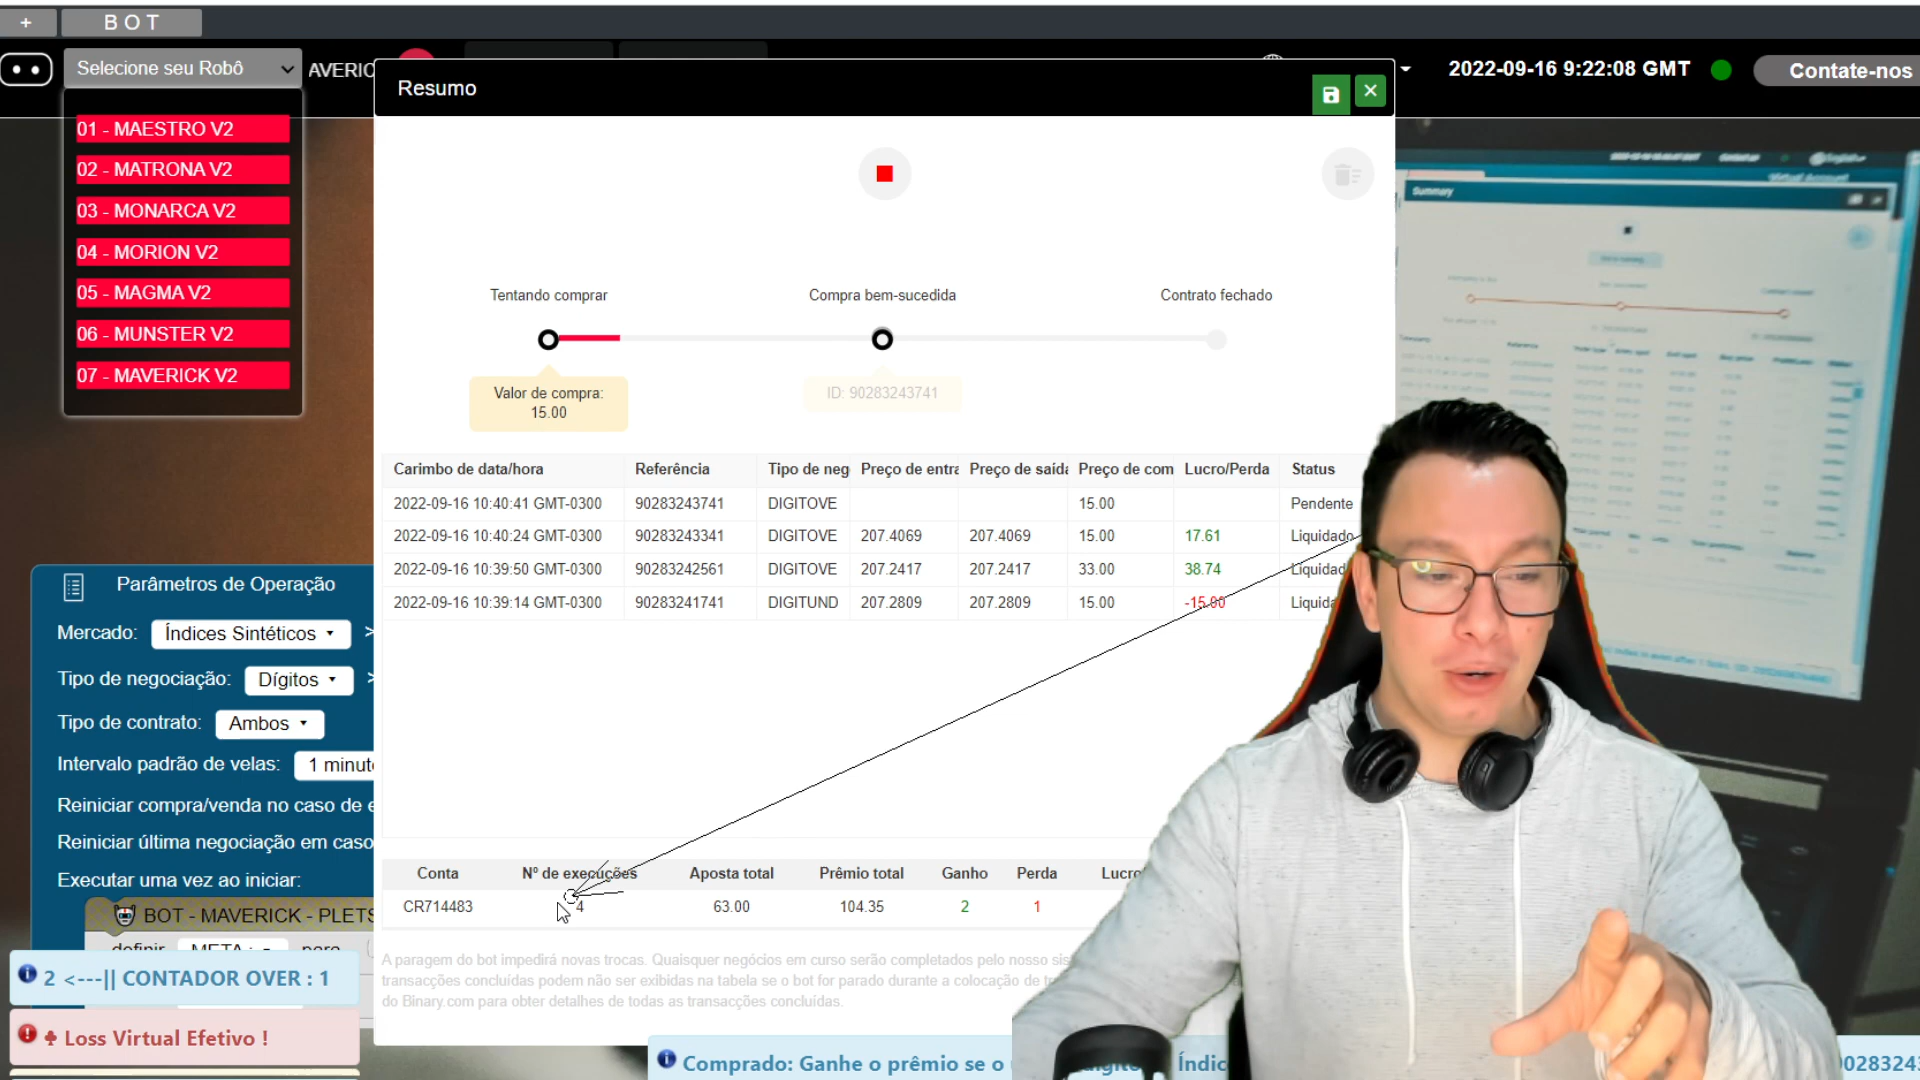 + BOT
Selecione seu Robô
AVERIC
2022-09-16 9:22:08 GMT
Contate-nos
01 - MAESTRO V2
02 - MATRONA V2
03 - MONARCA V2
04 - MORION V2
05 - MAGMA V2
06 - MUNSTER V2
07 - MAVERICK V2
Resumo
Tentando comprar Compra bem-sucedida Contrato fechado
Valor de compra:
15.00
ID: 90283243741
Carimbo de data/hora Referência Tipo de neg Preço de entra Preço de saída Preço de com Lucro/Perda Status
2022-09-16 10:40:41 GMT-0300 90283243741 DIGITOVE 15.00 Pendente
2022-09-16 10:40:24 GMT-0300 90283243341 DIGITOVE 207.4069 207.4069 15.00 17.61 Liquidado
2022-09-16 10:39:50 GMT-0300 90283242561 DIGITOVE 207.2417 207.2417 33.00 38.74 Liquidad
2022-09-16 10:39:14 GMT-0300 90283241741 DIGITUND 207.2809 207.2809 15.00 -15.00 Liquida
Conta Nº de execuções Aposta total Prêmio total Ganho Perda Lucro
CR714483 4 63.00 104.35 2 1
A paragem do bot impedirá novas trocas. Quaisquer negócios em curso serão completados pelo nosso sis
transacções concluídas podem não ser exibidas na tabela se o bot for parado durante a colocação de
do Binary.com para obter detalhes de todas as transacções concluídas.
Parâmetros de Operação
Mercado: Índices Sintéticos >
Tipo de negociação: Dígitos >
Tipo de contrato: Ambos
Intervalo padrão de velas: 1 minut
Reiniciar compra/venda no caso de e
Reiniciar última negociação em caso
Executar uma vez ao iniciar:
BOT - MAVERICK - PLETS
definir META para
2 <---|| CONTADOR OVER : 1
♣ Loss Virtual Efetivo !
Comprado: Ganhe o prêmio se o
Índic
0028324
Summary
Virtual Account